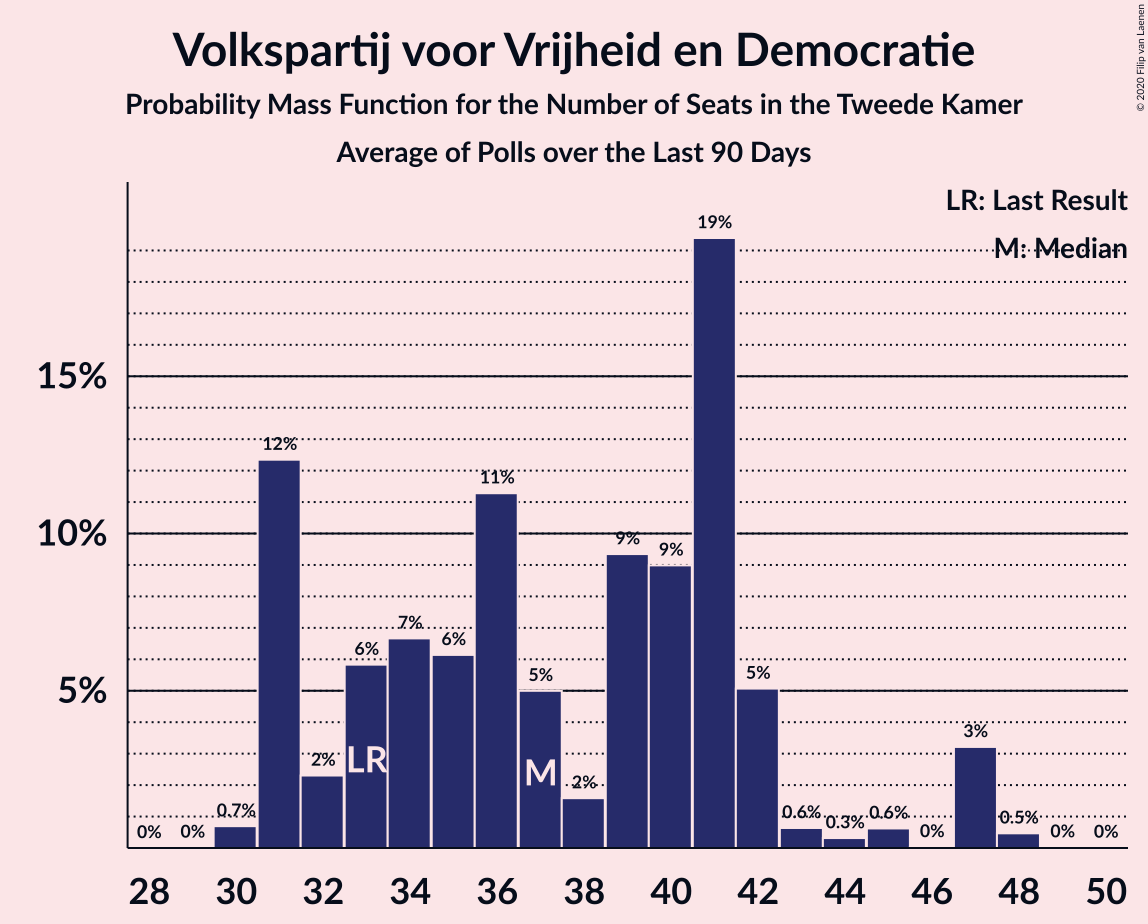 Volkspartij voor Vrijheid en Democratie
Probability Mass Function for the Number of Seats in the Tweede Kamer
Average of Polls over the Last 90 Days
© 2020 Filip van Laenen
LR: Last Result
M: Median
15%
10%
5%
0%
0%
0.7%
12%
2%
6%
7%
6%
11%
5%
2%
9%
9%
19%
5%
0.6%
0.3%
0.6%
0%
3%
0.5%
0%
0%
LR
M
28 30 32 34 36 38 40 42 44 46 48 50